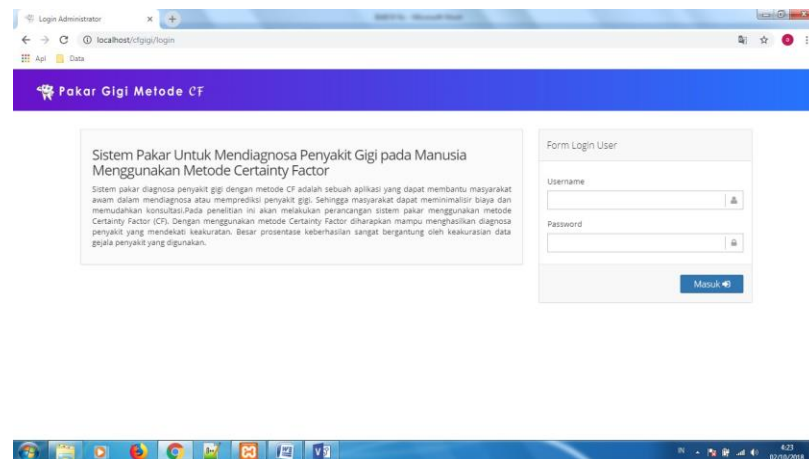 Login Administrator
localhost/cfgigi/login
Apl
Data
Pakar Gigi Metode CF
Sistem Pakar Untuk Mendiagnosa Penyakit Gigi pada Manusia
Menggunakan Metode Certainty Factor
Sistem pakar diagnosa penyakit gigi dengan metode CF adalah sebuah aplikasi yang dapat membantu masyarakat
awam dalam mendiagnosa atau memprediksi penyakit gigi. Sehingga masyarakat dapat meminimalisir biaya dan
memudahkan konsultasi.Pada penelitian ini akan melakukan perancangan sistem pakar menggunakan metode
Certainty Factor (CF). Dengan menggunakan metode Certainty Factor diharapkan mampu menghasilkan diagnosa
penyakit yang mendekati keakuratan. Besar prosentase keberhasilan sangat bergantung oleh keakurasian data
gejala penyakit yang digunakan.
Form Login User
Username
Password
Masuk
IN
4:23
02/10/2018